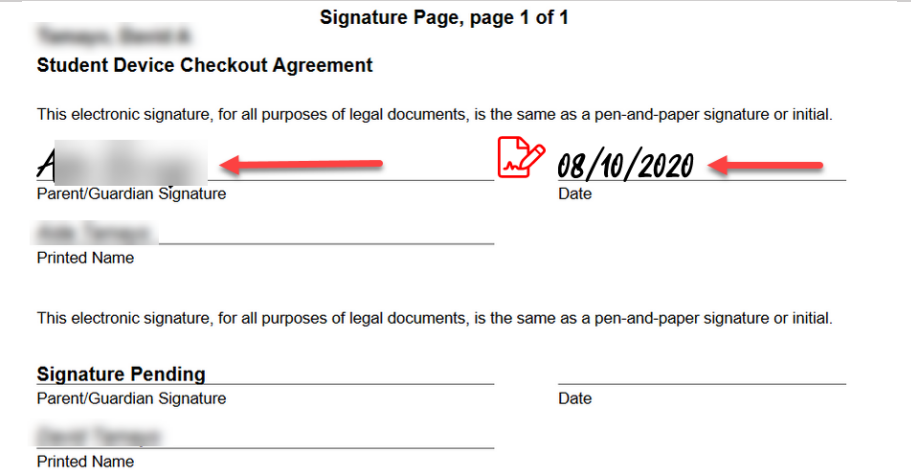 Signature Page, page 1 of 1
Student Device Checkout Agreement
This electronic signature, for all purposes of legal documents, is the same as a pen-and-paper signature or initial.
08/10/2020
Parent/Guardian Signature Date
Printed Name
This electronic signature, for all purposes of legal documents, is the same as a pen-and-paper signature or initial.
Signature Pending
Parent/Guardian Signature Date
Printed Name